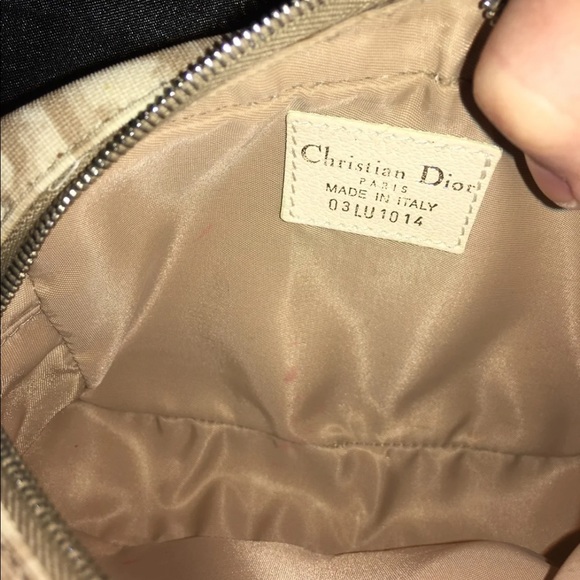 Christian Dior
PARIS
MADE IN ITALY
03LU1014